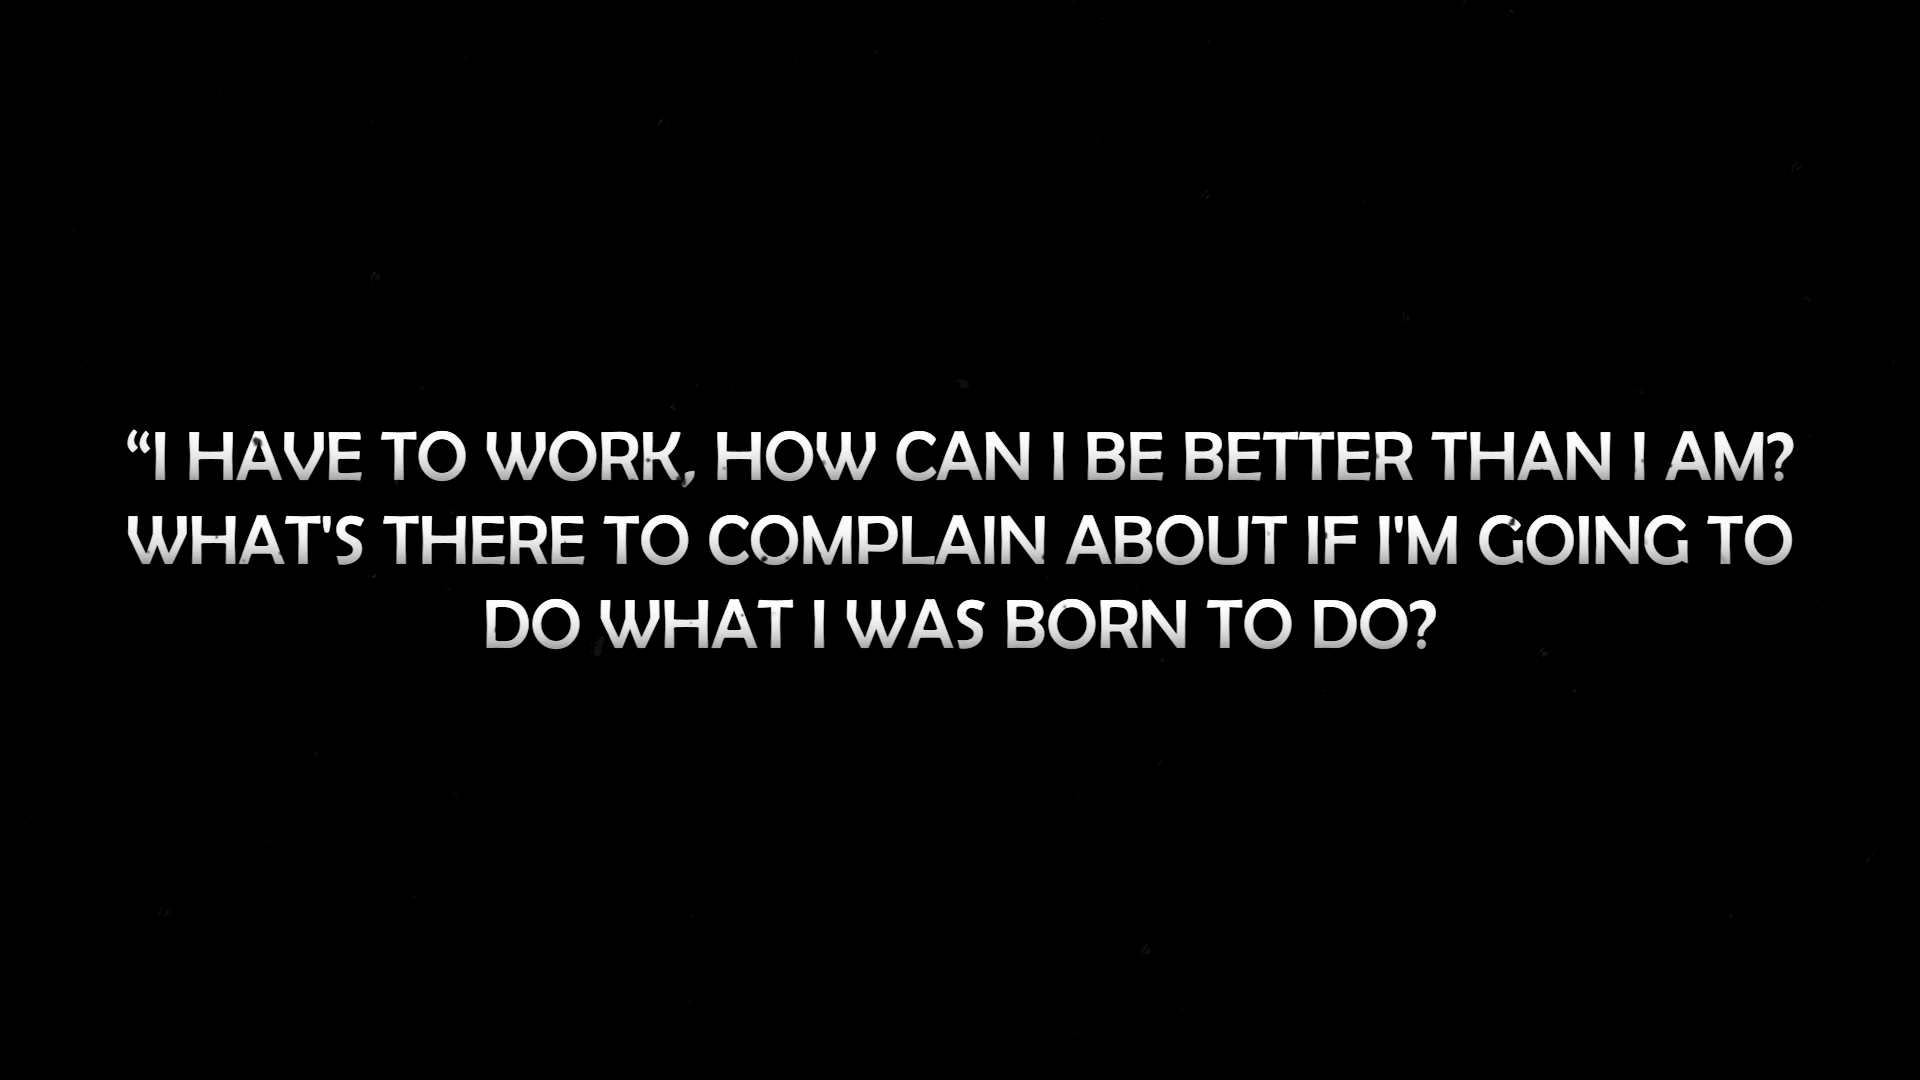 “I HAVE TO WORK, HOW CAN I BE BETTER THAN I AM?
WHAT'S THERE TO COMPLAIN ABOUT IF I'M GOING TO
DO WHAT I WAS BORN TO DO?